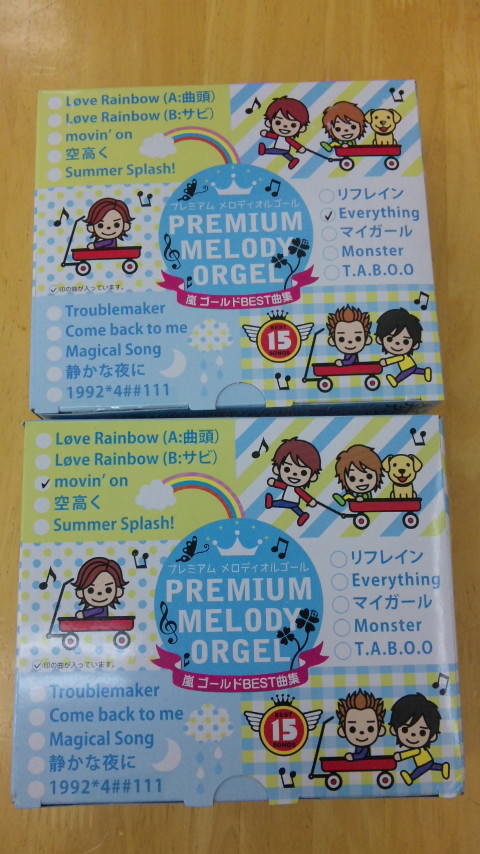 Løve Rainbow (A:曲頭)
Løve Rainbow (B:サビ)
movin' on
空高く
Summer Splash!
プレミアム メロディオルゴール
PREMIUM
MELODY
ORGEL
嵐 ゴールドBEST曲集
リフレイン
✓ Everything
マイガール
Monster
T.A.B.O.O
✓印の曲が入っています。
Troublemaker
Come back to me
Magical Song
静かな夜に
1992*4##111
BEST
15
SONGS
Løve Rainbow (A:曲頭)
Løve Rainbow (B:サビ)
✓ movin' on
空高く
Summer Splash!
プレミアム メロディオルゴール
PREMIUM
MELODY
ORGEL
嵐 ゴールドBEST曲集
リフレイン
Everything
マイガール
Monster
T.A.B.O.O
✓印の曲が入っています。
Troublemaker
Come back to me
Magical Song
静かな夜に
1992*4##111
BEST
15
SONGS